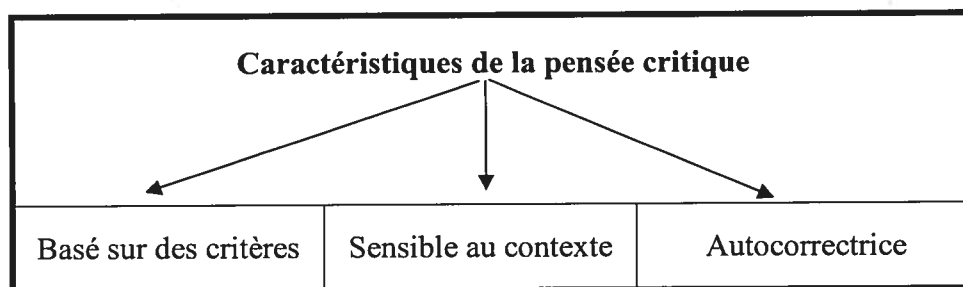 Caractéristiques de la pensée critique
Basé sur des critères
Sensible au contexte
Autocorrectrice